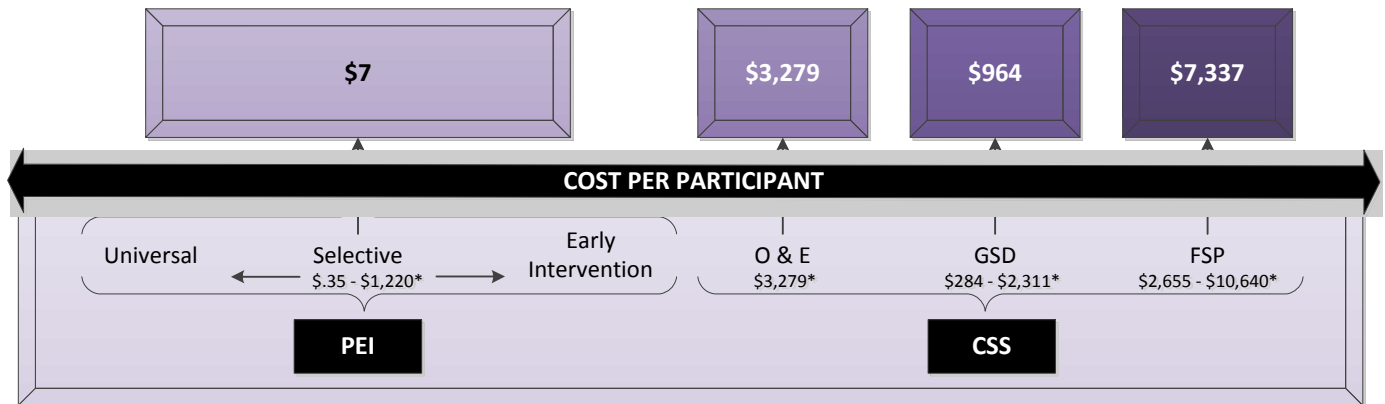 $7
$3,279
$964
$7,337
COST PER PARTICIPANT
Universal
Selective
$.35 - $1,220*
Early
Intervention
O & E
$3,279*
GSD
$284 - $2,311*
FSP
$2,655 - $10,640*
PEI
CSS